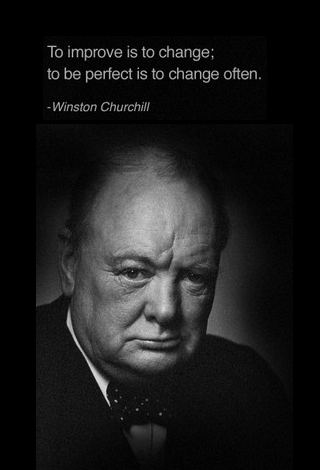 To improve is to change;
to be perfect is to change often.
-Winston Churchill